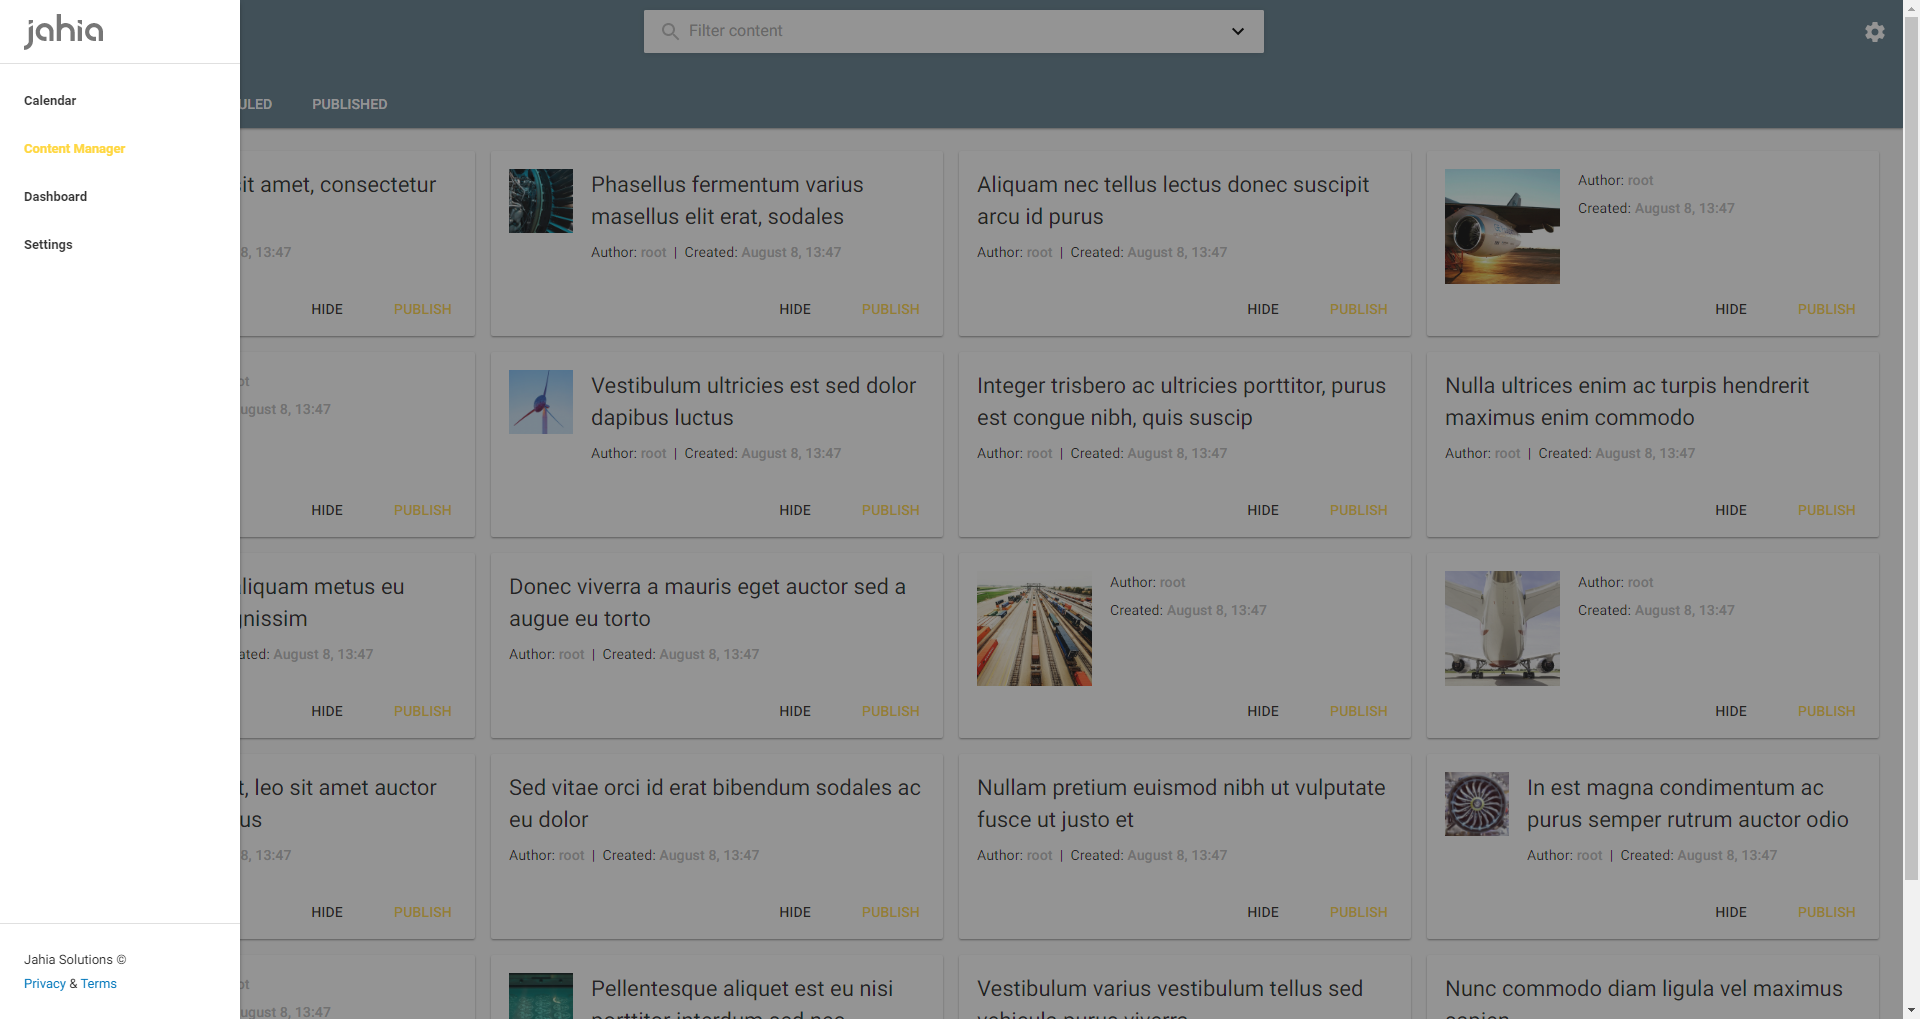 jahia
Calendar
Content Manager
Dashboard
Settings
Jahia Solutions ©
Privacy & Terms
Filter content
PUBLISHED
sit amet, consectetur
8, 13:47
HIDE PUBLISH
Phasellus fermentum varius
masellus elit erat, sodales
Author: root | Created: August 8, 13:47
HIDE PUBLISH
Aliquam nec tellus lectus donec suscipit
arcu id purus
Author: root | Created: August 8, 13:47
HIDE PUBLISH
Author: root
Created: August 8, 13:47
HIDE PUBLISH
8, 13:47
HIDE PUBLISH
Vestibulum ultricies est sed dolor
dapibus luctus
Author: root | Created: August 8, 13:47
HIDE PUBLISH
Integer trisbero ac ultricies porttitor, purus
est congue nibh, quis suscip
Author: root | Created: August 8, 13:47
HIDE PUBLISH
Nulla ultrices enim ac turpis hendrerit
maximus enim commodo
Author: root | Created: August 8, 13:47
HIDE PUBLISH
metus eu
August 8, 13:47
HIDE PUBLISH
Donec viverra a mauris eget auctor sed a
augue eu torto
Author: root | Created: August 8, 13:47
HIDE PUBLISH
Author: root
Created: August 8, 13:47
HIDE PUBLISH
Author: root
Created: August 8, 13:47
HIDE PUBLISH
leo sit amet auctor
8, 13:47
HIDE PUBLISH
Sed vitae orci id erat bibendum sodales ac
eu dolor
Author: root | Created: August 8, 13:47
HIDE PUBLISH
Nullam pretium euismod nibh ut vulputate
fusce ut justo et
Author: root | Created: August 8, 13:47
HIDE PUBLISH
In est magna condimentum ac
purus semper rutrum auctor odio
Author: root | Created: August 8, 13:47
HIDE PUBLISH
8, 13:47
Pellentesque aliquet est eu nisi
Vestibulum varius vestibulum tellus sed
Nunc commodo diam ligula vel maximus